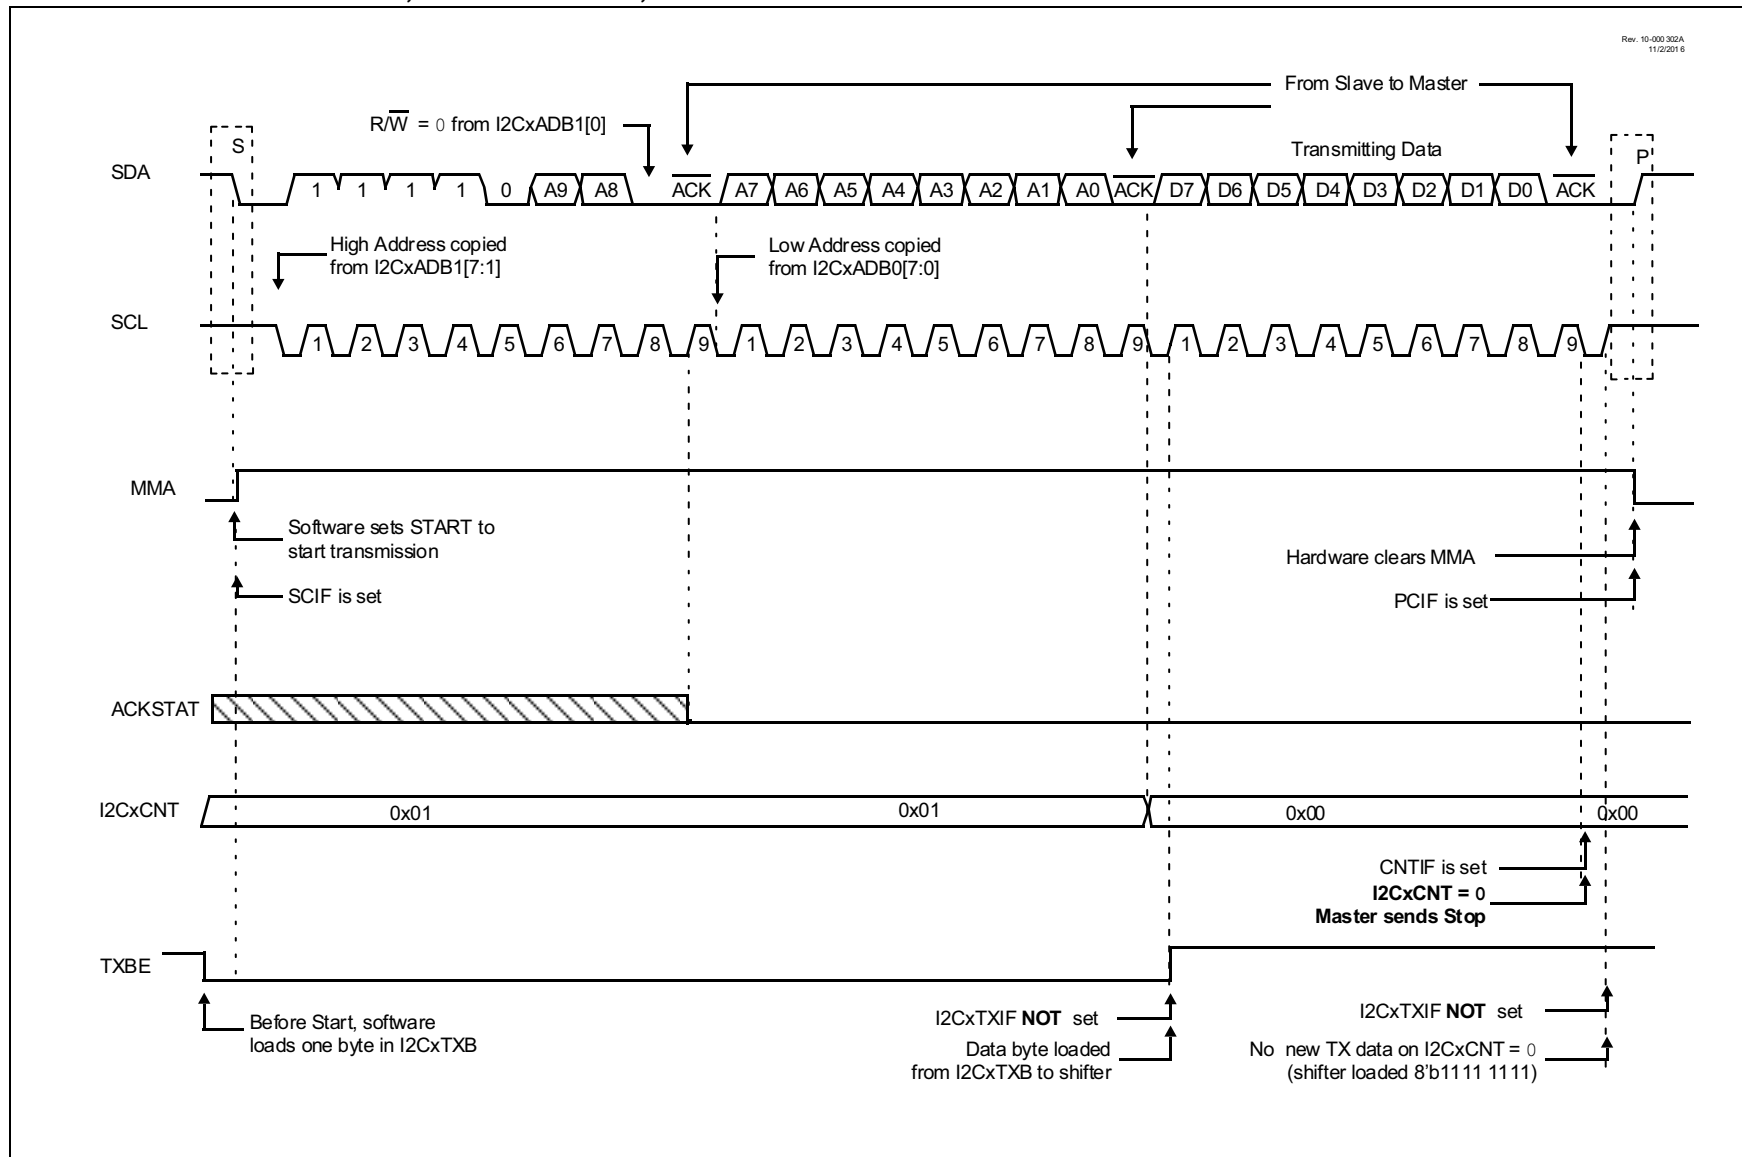 Rev. 10-000 302A
11/2/201 6
From Slave to Master
R/W = 0 from I2CxADB1[0]
S
Transmitting Data
P
SDA
1 1 1 1 0 A9 A8 ACK A7 A6 A5 A4 A3 A2 A1 A0 ACK D7 D6 D5 D4 D3 D2 D1 D0 ACK
High Address copied
from I2CxADB1[7:1]
Low Address copied
from I2CxADB0[7:0]
SCL
1 2 3 4 5 6 7 8 9 1 2 3 4 5 6 7 8 9 1 2 3 4 5 6 7 8 9
MMA
Software sets START to
start transmission
Hardware clears MMA
SCIF is set
PCIF is set
ACKSTAT
I2CxCNT
0x01 0x01 0x00 0x00
CNTIF is set
I2CxCNT = 0
Master sends Stop
TXBE
Before Start, software
loads one byte in I2CxTXB
I2CxTXIF NOT set
Data byte loaded
from I2CxTXB to shifter
I2CxTXIF NOT set
No new TX data on I2CxCNT = 0
(shifter loaded 8'b1111 1111)